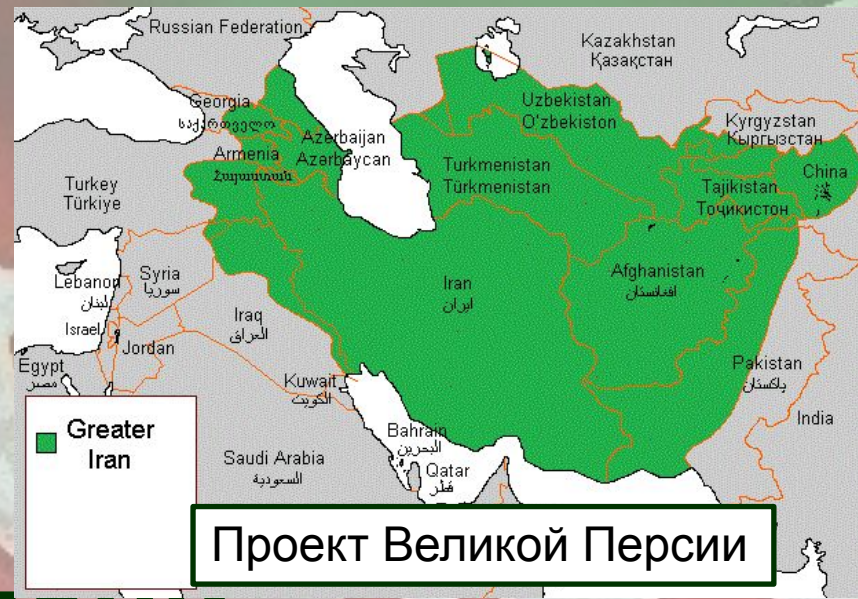 Russian Federation
Kazakhstan
Қазақстан
Georgia
საქართველო
Uzbekistan
O'zbekiston
Kyrgyzstan
Кыргызстан
Armenia
Հայաստան
Azerbaijan
Azərbaycan
Turkmenistan
Türkmenistan
Tajikistan
Тоҷикистон
China
Turkey
Türkiye
Lebanon
لبنان
Syria
سوريا
Israel
Jordan
Iraq
العراق
Iran
ایران
Afghanistan
افغانستان
Egypt
مصر
Kuwait
الكويت
Pakistan
پاکستان
India
Bahrain
البحرين
Qatar
قطر
Saudi Arabia
السعودية
Greater
Iran
Проект Великой Персии